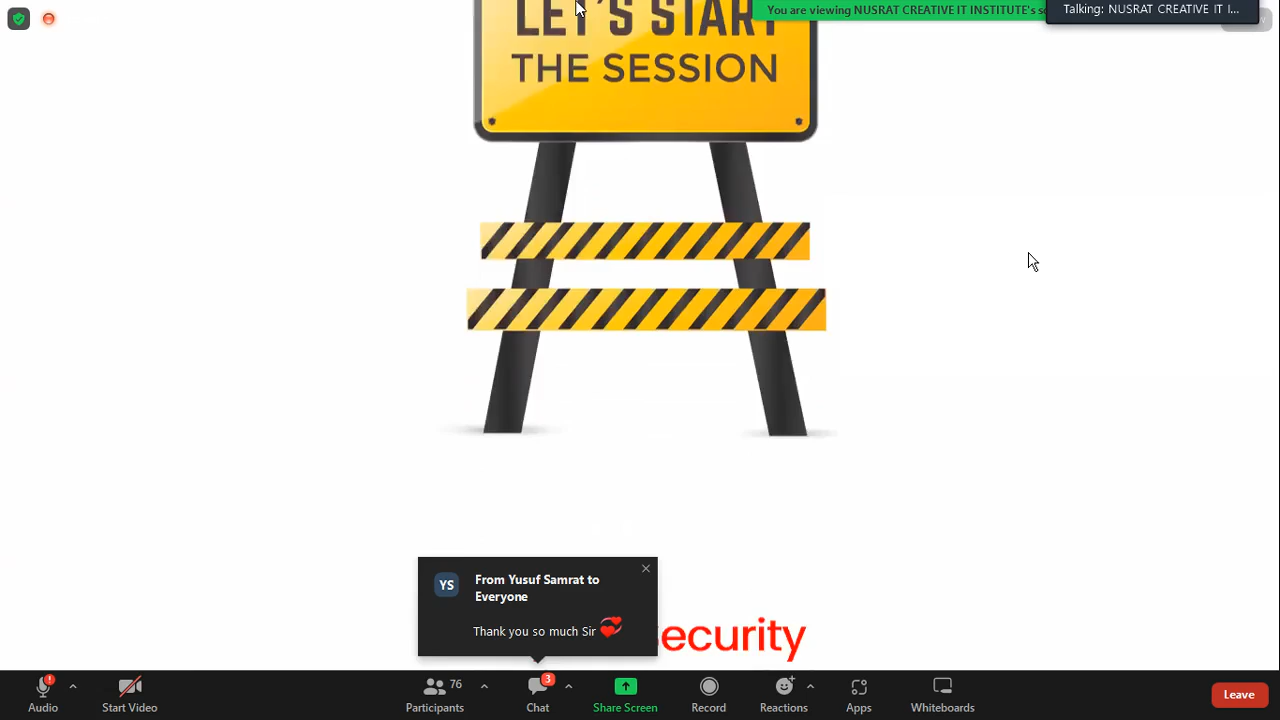 LET'S START
THE SESSION
You are viewing NUSRAT CREATIVE IT INSTITUTE's
Talking: NUSRAT CREATIVE IT I...
YS
From Yusuf Samrat to
Everyone
Thank you so much Sir
ecurity
Audio
Start Video
76
Participants
3
Chat
Share Screen
Record
Reactions
Apps
Whiteboards
Leave